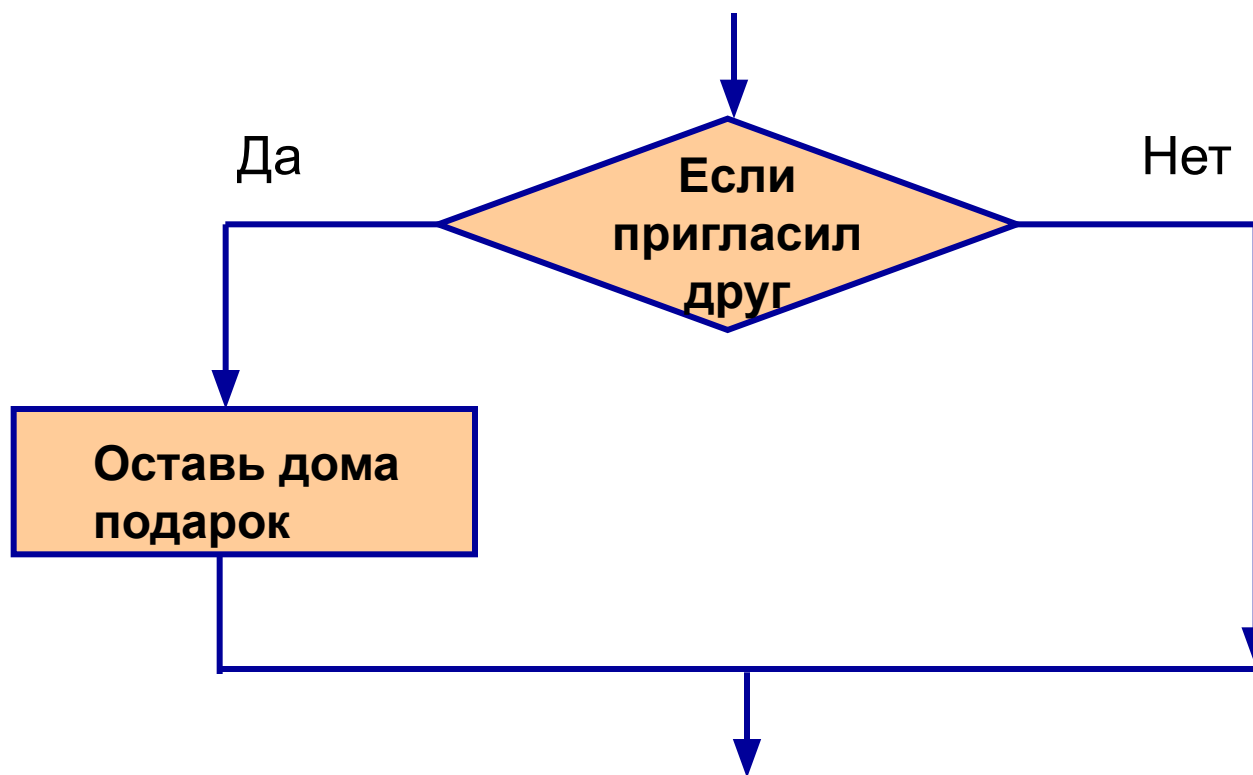 Да
Нет
Если
пригласил
друг
Оставь дома
подарок